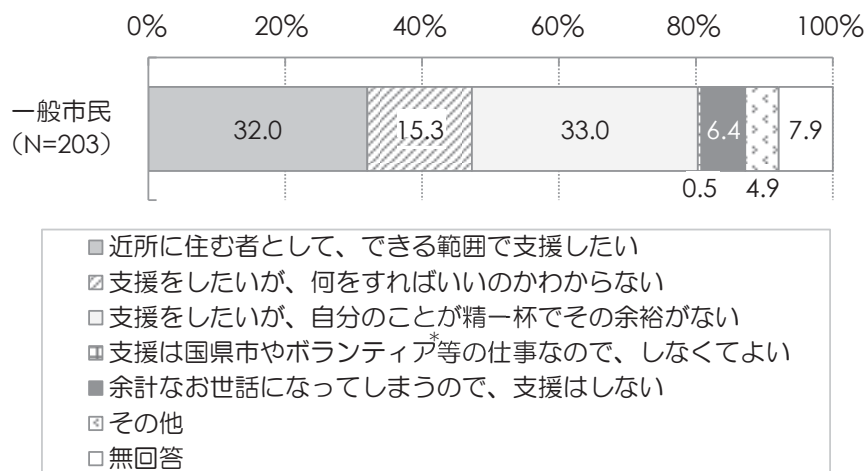 0% 20% 40% 60% 80% 100%
一般市民
（N=203）
32.0 15.3 33.0 6.4 7.9
0.5 4.9
近所に住む者として、できる範囲で支援したい
支援をしたいが、何をすればいいのかわからない
支援をしたいが、自分のことが精一杯でその余裕がない
支援は国県市やボランティア*等の仕事なので、しなくてよい
余計なお世話になってしまうので、支援はしない
その他
無回答